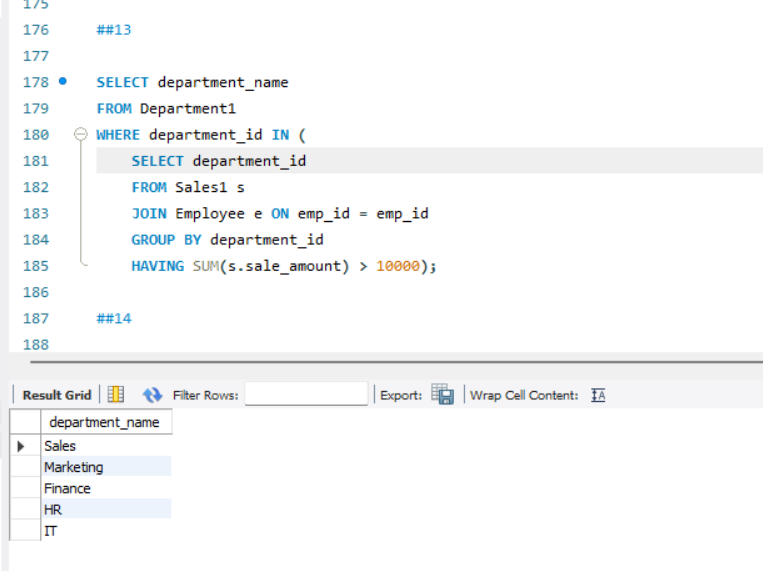 175
176 ##13
177
178 SELECT department_name
179 FROM Department1
180 WHERE department_id IN (
181 SELECT department_id
182 FROM Sales1 s
183 JOIN Employee e ON emp_id = emp_id
184 GROUP BY department_id
185 HAVING SUM(s.sale_amount) > 10000);
186
187 ##14
188
Result Grid Filter Rows: Export: Wrap Cell Content: IA
department_name
Sales
Marketing
Finance
HR
IT